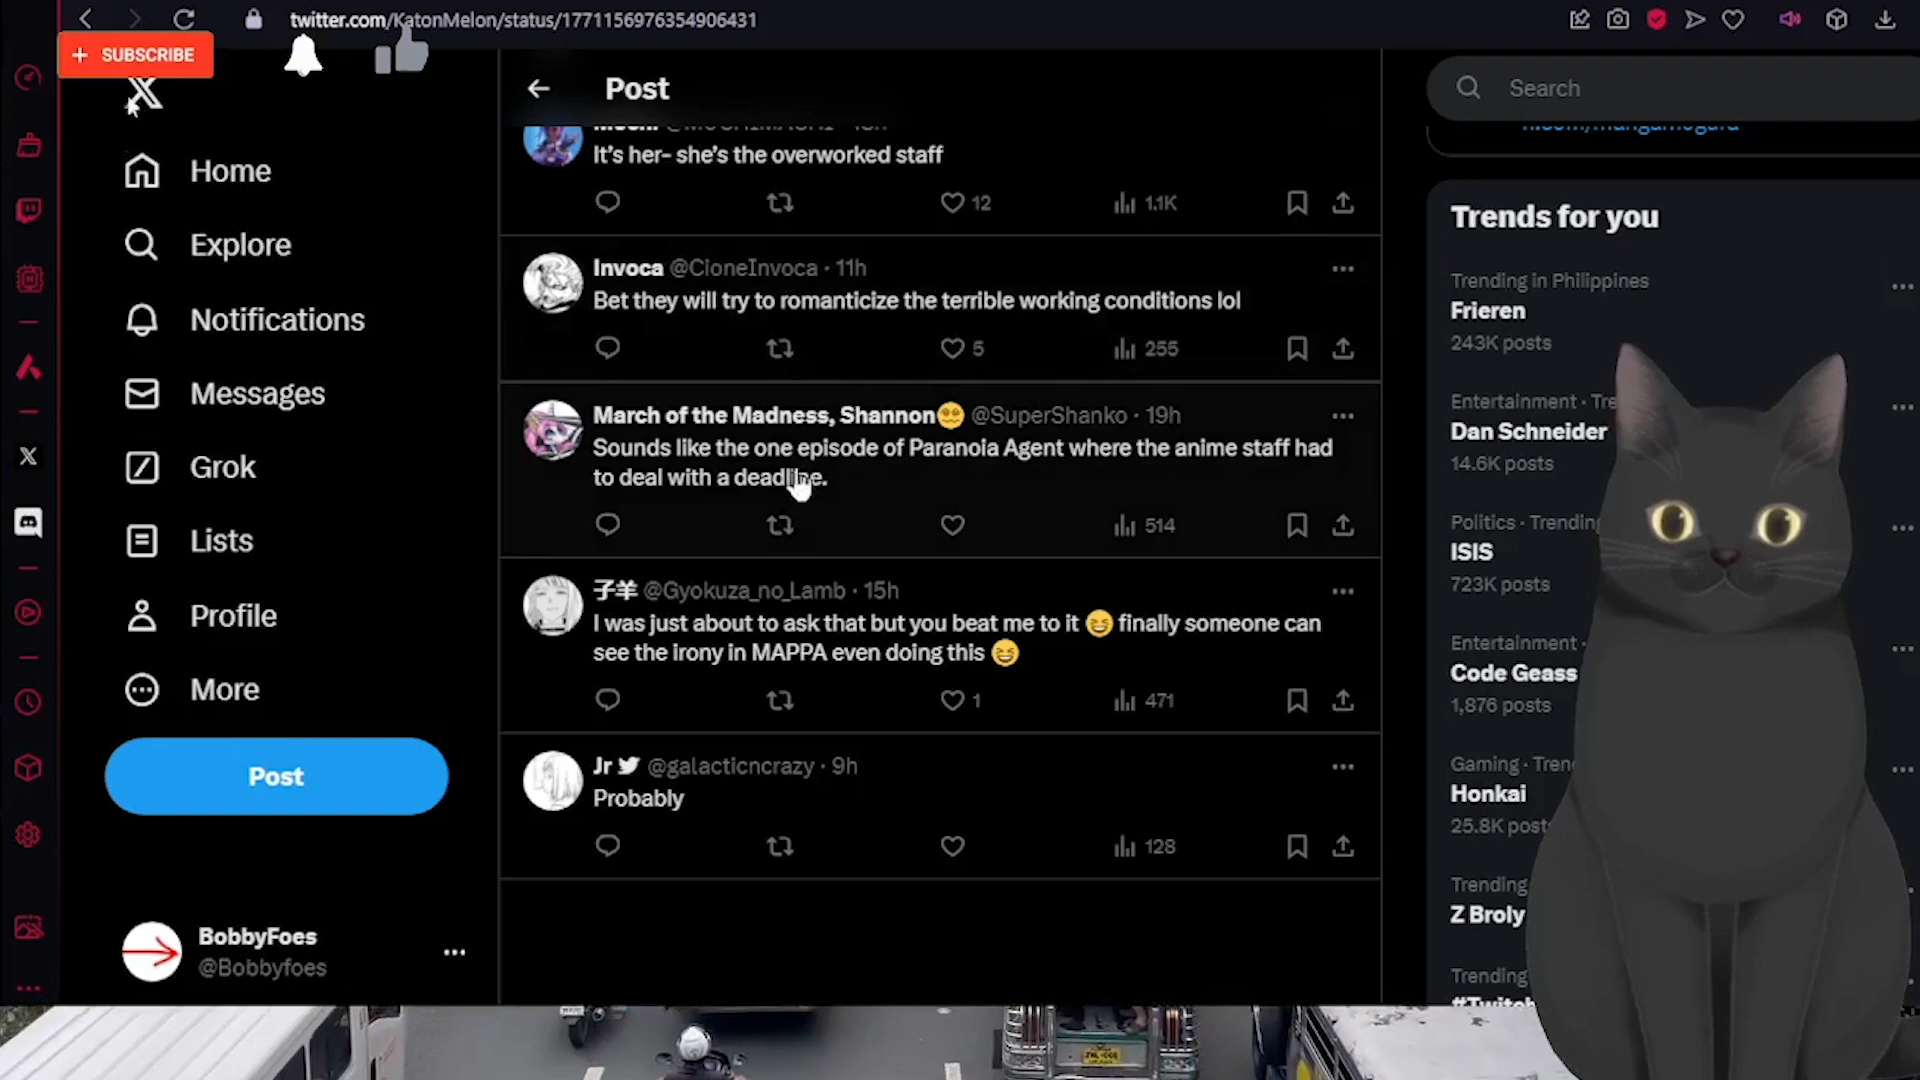 twitter.com/KatonMelon/status/1771156976354906431
+ SUBSCRIBE
Post
Search
Home
Explore
Notifications
Messages
Grok
Lists
Profile
More
Post
BobbyFoes
@Bobbyfoes
It's her- she's the overworked staff
12
1.1K
Invoca @CioneInvoca · 11h
Bet they will try to romanticize the terrible working conditions lol
5
255
March of the Madness, Shannon😵‍💫 @SuperShanko · 19h
Sounds like the one episode of Paranoia Agent where the anime staff had
to deal with a deadline.
514
子羊 @Gyokuza_no_Lamb · 15h
I was just about to ask that but you beat me to it 😆 finally someone can
see the irony in MAPPA even doing this 😆
1
471
Jr @galacticncrazy · 9h
Probably
128
Trends for you
Trending in Philippines
Frieren
243K posts
Entertainment · Tre
Dan Schneider
14.6K posts
Politics · Trending
ISIS
723K posts
Entertainment ·
Code Geass
1,876 posts
Gaming · Tren
Honkai
25.8K post
Trending
Z Broly
Trending
#Twitch